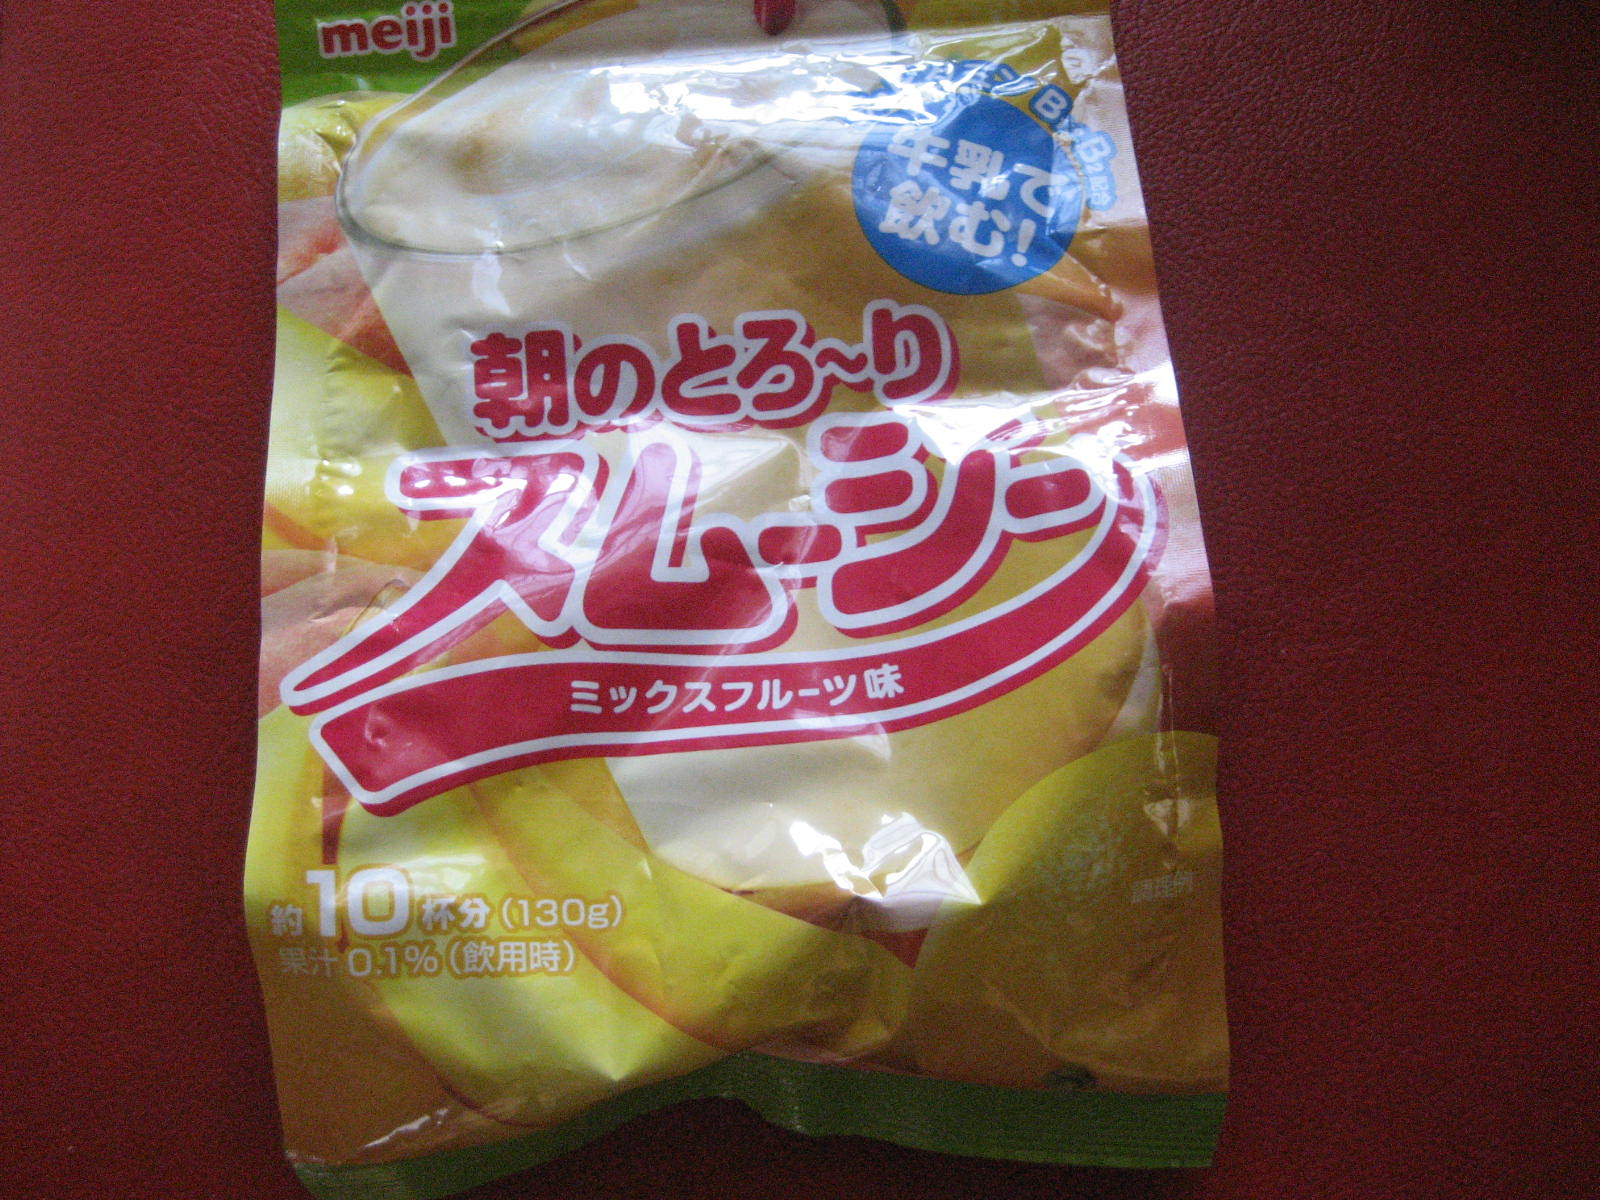 meiji
牛乳で
飲む!
朝のとろ〜り
スムージー
ミックスフルーツ味
約10杯分(130g)
果汁0.1%(飲用時)
調理例